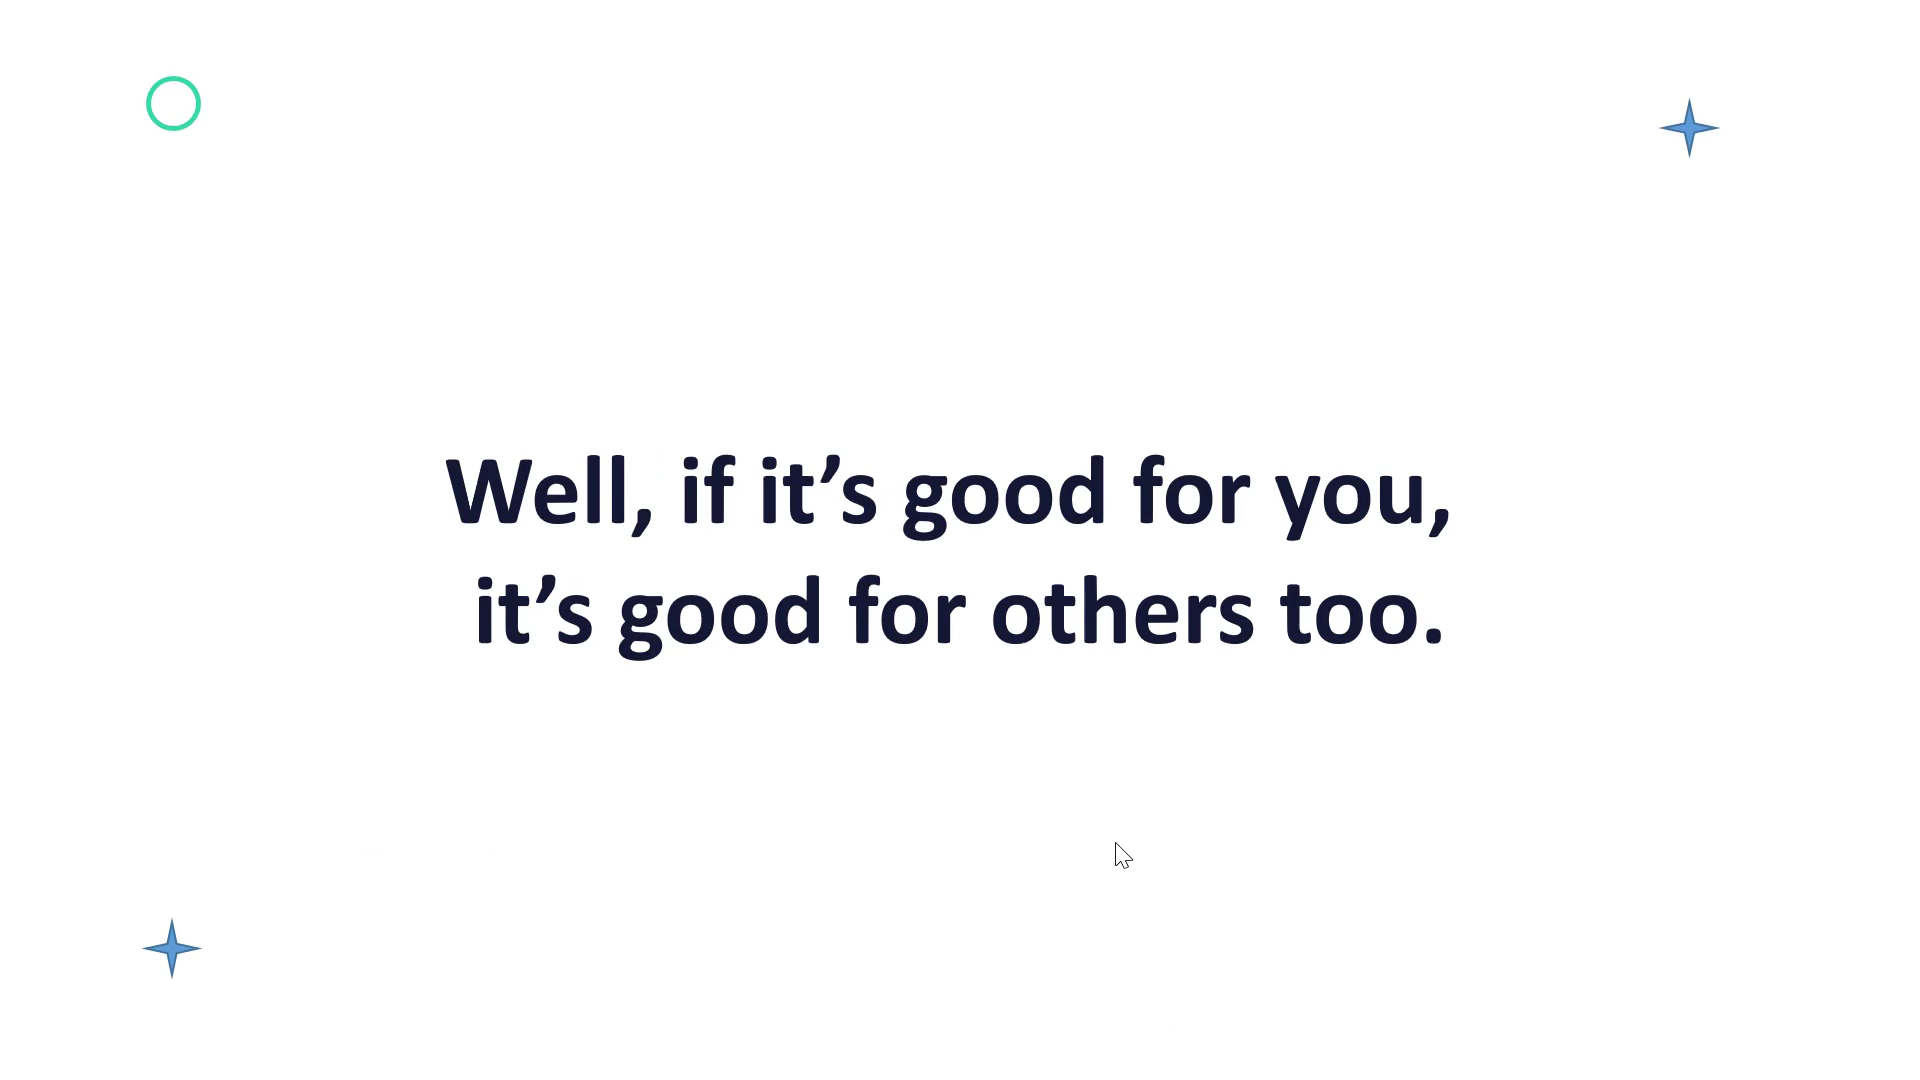 Well, if it’s good for you,
it’s good for others too.